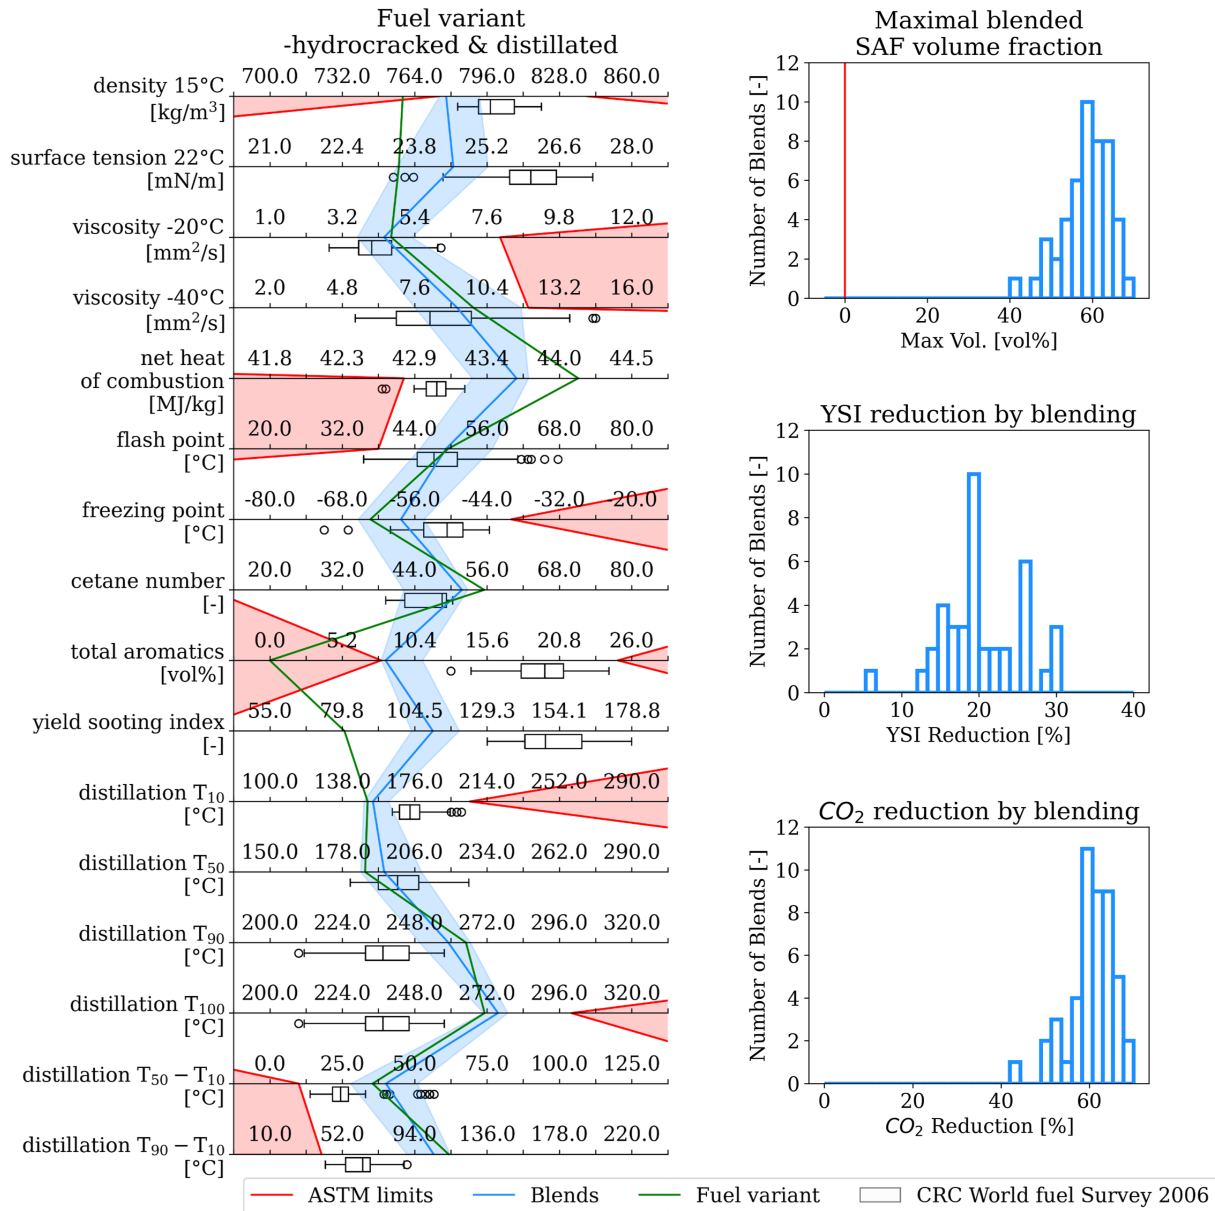 Fuel variant
-hydrocracked & distillated
density 15°C 700.0 732.0 764.0 796.0 828.0 860.0
[kg/m³]
surface tension 22°C 21.0 22.4 23.8 25.2 26.6 28.0
[mN/m]
viscosity -20°C 1.0 3.2 5.4 7.6 9.8 12.0
[mm²/s]
viscosity -40°C 2.0 4.8 7.6 10.4 13.2 16.0
[mm²/s]
net heat 41.8 42.3 42.9 43.4 44.0 44.5
of combustion
[MJ/kg]
flash point 20.0 32.0 44.0 56.0 68.0 80.0
[°C]
freezing point -80.0 -68.0 -56.0 -44.0 -32.0 -20.0
[°C]
cetane number 20.0 32.0 44.0 56.0 68.0 80.0
[-]
total aromatics 0.0 5.2 10.4 15.6 20.8 26.0
[vol%]
yield sooting index 55.0 79.8 104.5 129.3 154.1 178.8
[-]
distillation T₁₀ 100.0 138.0 176.0 214.0 252.0 290.0
[°C]
distillation T₅₀ 150.0 178.0 206.0 234.0 262.0 290.0
[°C]
distillation T₉₀ 200.0 224.0 248.0 272.0 296.0 320.0
[°C]
distillation T₁₀₀ 200.0 224.0 248.0 272.0 296.0 320.0
[°C]
distillation T₅₀ − T₁₀ 0.0 25.0 50.0 75.0 100.0 125.0
[°C]
distillation T₉₀ − T₁₀ 10.0 52.0 94.0 136.0 178.0 220.0
[°C]
Maximal blended
SAF volume fraction
Number of Blends [-]
12
10
8
6
4
2
0
0 20 40 60
Max Vol. [vol%]
YSI reduction by blending
Number of Blends [-]
12
10
8
6
4
2
0
0 10 20 30 40
YSI Reduction [%]
CO₂ reduction by blending
Number of Blends [-]
12
10
8
6
4
2
0
0 20 40 60
CO₂ Reduction [%]
ASTM limits Blends Fuel variant CRC World fuel Survey 2006